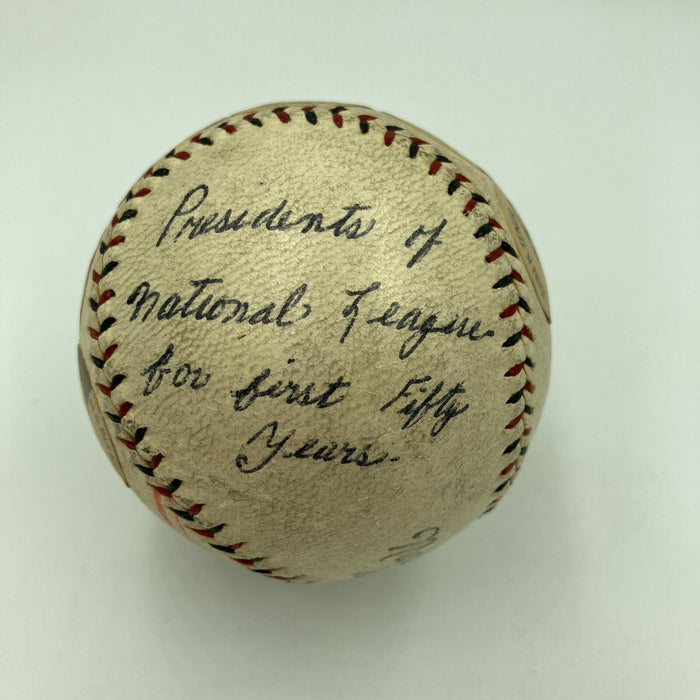 Presidents of
National League
for first Fifty
Years.